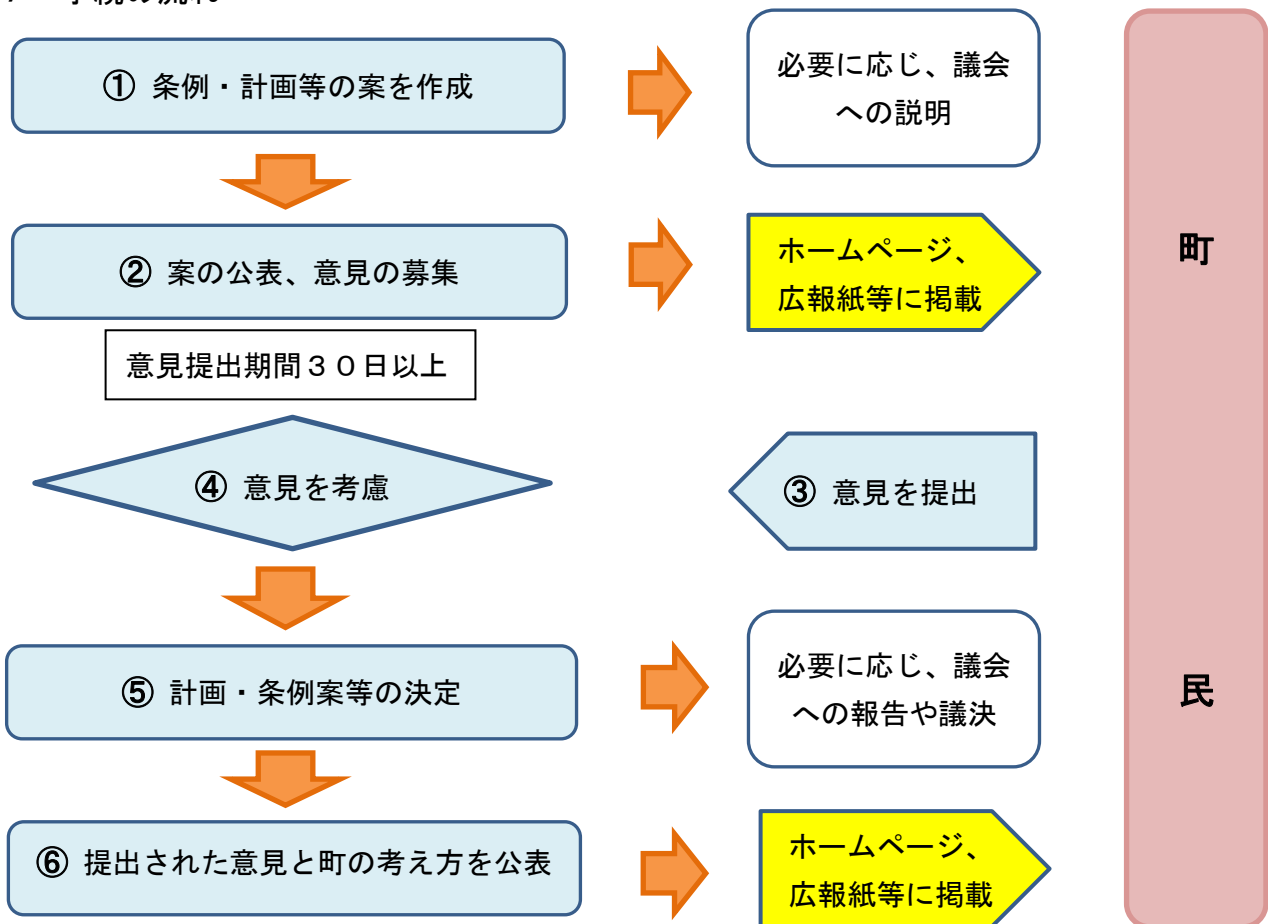 ① 条例・計画等の案を作成
必要に応じ、議会
への説明
② 案の公表、意見の募集
ホームページ、
広報紙等に掲載
意見提出期間３０日以上
④ 意見を考慮
③ 意見を提出
⑤ 計画・条例案等の決定
必要に応じ、議会
への報告や議決
⑥ 提出された意見と町の考え方を公表
ホームページ、
広報紙等に掲載
町
民